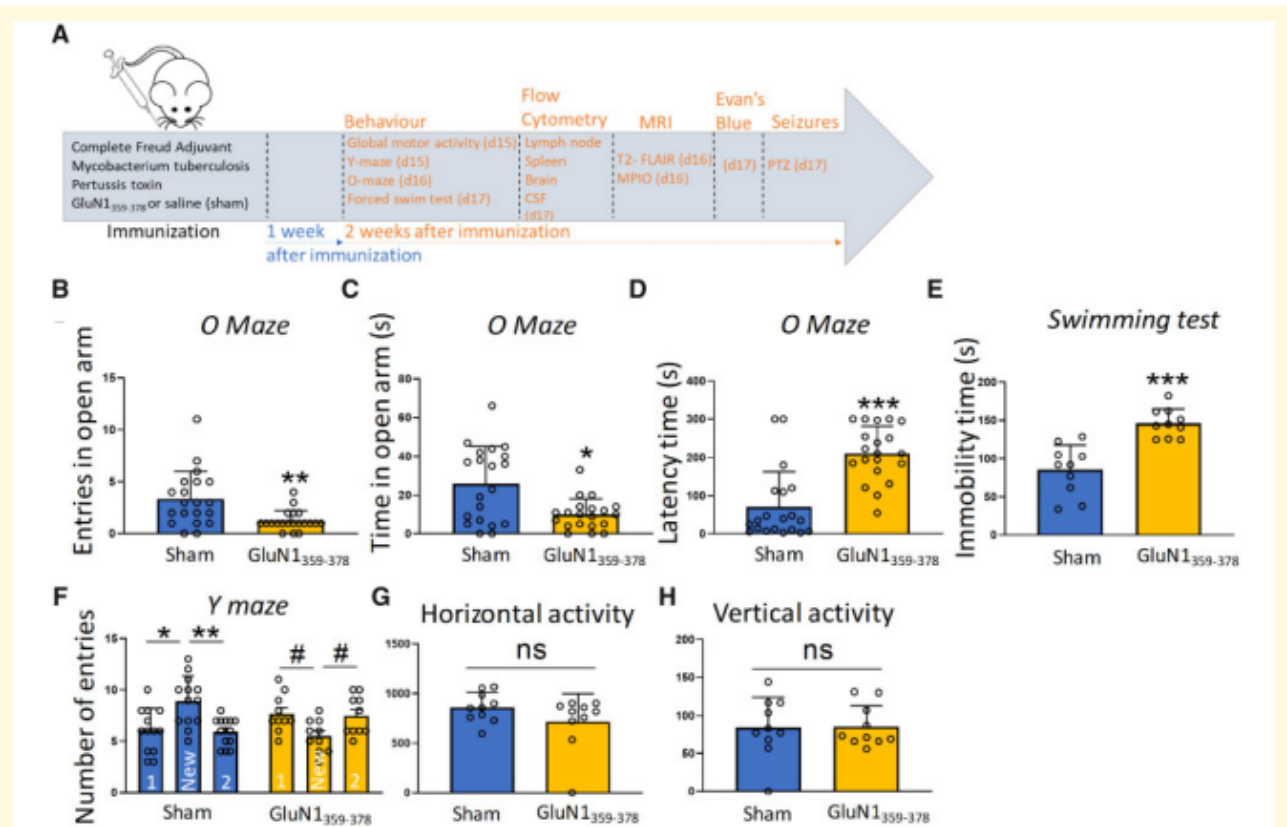 A
Complete Freud Adjuvant
Mycobacterium tuberculosis
Pertussis toxin
GluN1359-378 or saline (sham)
Immunization
1 week
after immunization
2 weeks after immunization
Behaviour
Global motor activity (d15)
Y-maze (d15)
O-maze (d16)
Forced swim test (d17)
Flow
Cytometry
Lymph node
Spleen
Brain
CSF
(d17)
MRI
T2- FLAIR (d16)
MPIO (d16)
Evan's
Blue
(d17)
Seizures
PTZ (d17)
B
O Maze
Entries in open arm
15
10
5
0
**
Sham
GluN1359-378
C
O Maze
Time in open arm (s)
80
60
40
20
0
*
Sham
GluN1359-378
D
O Maze
Latency time (s)
400
300
200
100
0
***
Sham
GluN1359-378
E
Swimming test
Immobility time (s)
200
150
100
50
0
***
Sham
GluN1359-378
F
Y maze
Number of entries
15
10
5
0
* **
# #
1 New 2
1 New 2
Sham
GluN1359-378
G
Horizontal activity
1500
1000
500
0
ns
Sham
GluN1359-378
H
Vertical activity
200
150
100
50
0
ns
Sham
GluN1359-378